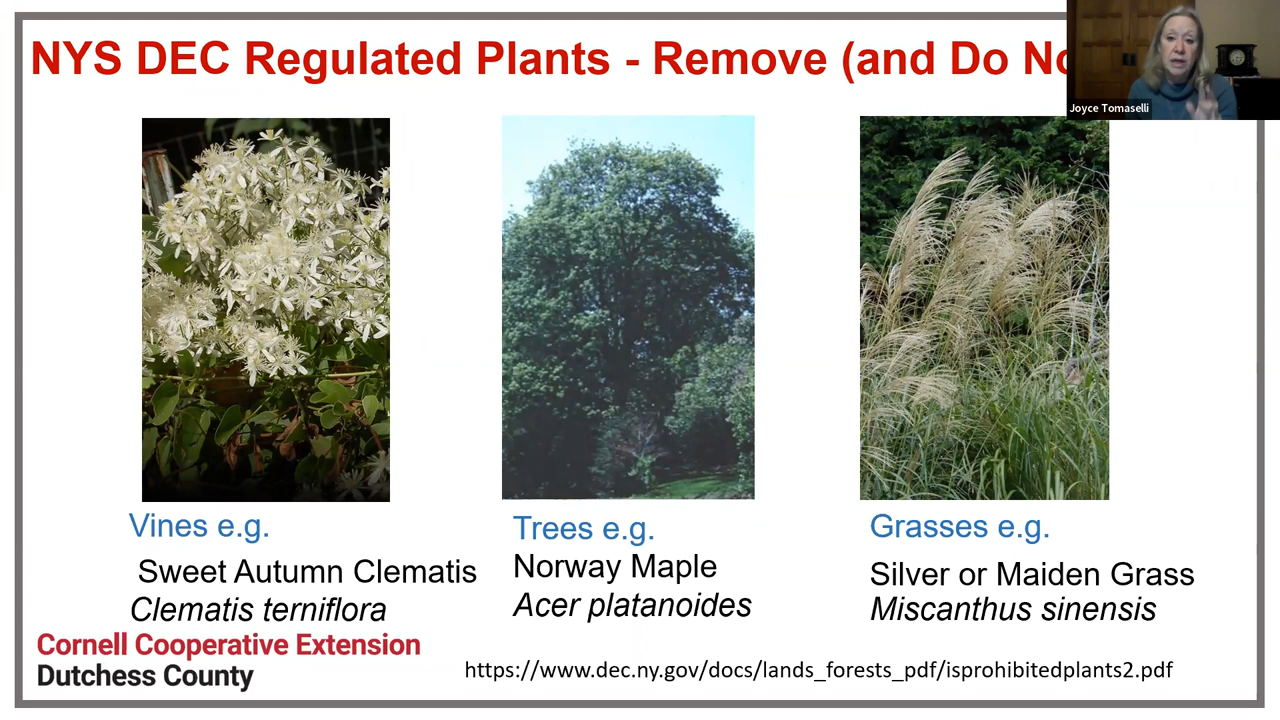 NYS DEC Regulated Plants - Remove (and Do
Joyce Tomaselli
Vines e.g.
Sweet Autumn Clematis
Clematis terniflora
Trees e.g.
Norway Maple
Acer platanoides
Grasses e.g.
Silver or Maiden Grass
Miscanthus sinensis
Cornell Cooperative Extension
Dutchess County
https://www.dec.ny.gov/docs/lands_forests_pdf/isprohibitedplants2.pdf